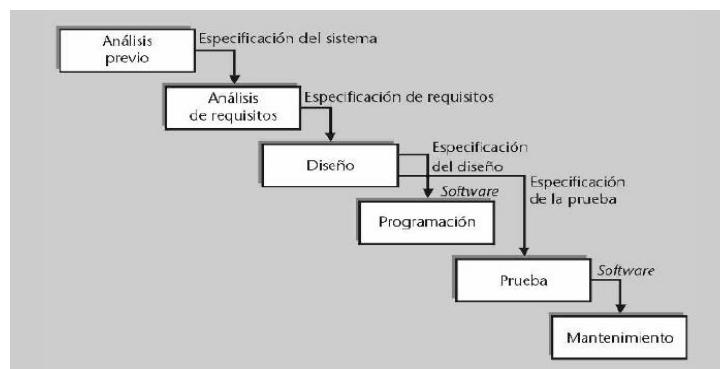 Análisis
previo
Especificación del sistema
Análisis
de requisitos
Especificación de requisitos
Diseño
Especificación
del diseño
Software
Especificación
de la prueba
Programación
Prueba
Software
Mantenimiento